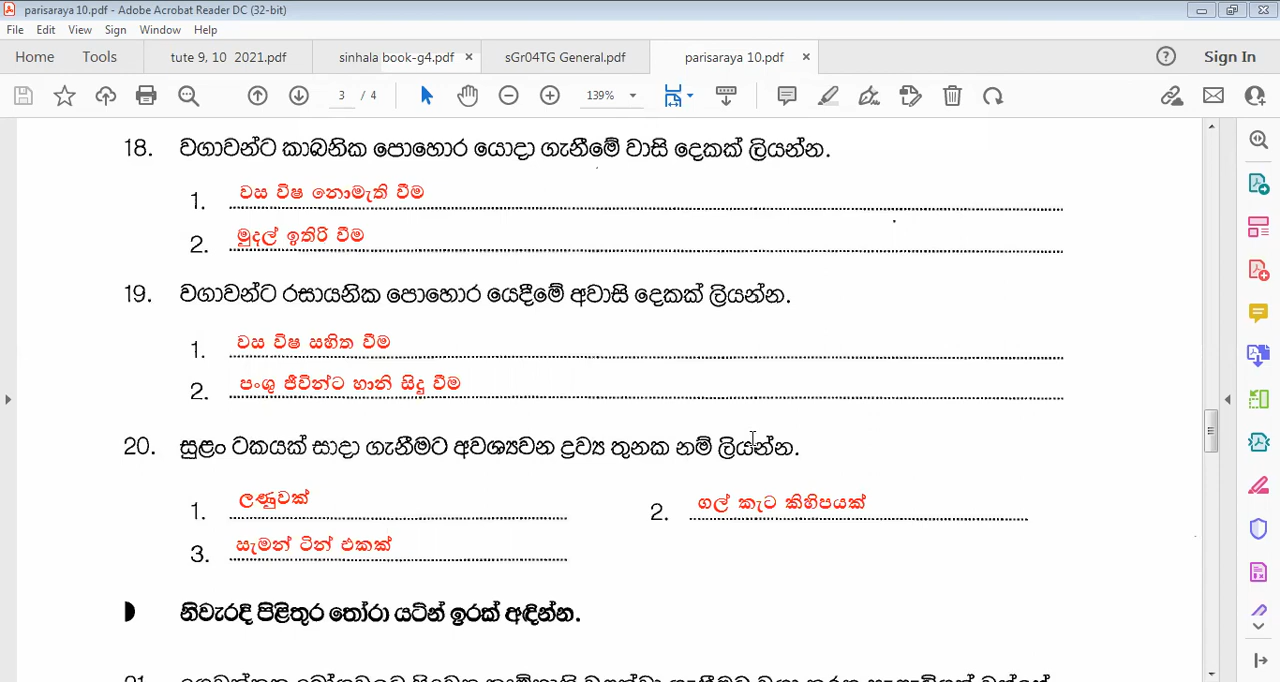 parisaraya 10.pdf - Adobe Acrobat Reader DC (32-bit)
File Edit View Sign Window Help
Home Tools tute 9, 10 2021.pdf sinhala book-g4.pdf × sGr04TG General.pdf parisaraya 10.pdf × Sign In
3 / 4 139%
18. වගාවන්ට කාබනික පොහොර යොදා ගැනීමේ වාසි දෙකක් ලියන්න.
1. වස විෂ නොමැති වීම
2. මුදල් ඉතිරි වීම
19. වගාවන්ට රසායනික පොහොර යෙදීමේ අවාසි දෙකක් ලියන්න.
1. වස විෂ සහිත වීම
2. පංශු ජීවින්ට හානි සිදු වීම
20. සුළං ටකයක් සාදා ගැනීමට අවශ්‍යවන ද්‍රව්‍ය තුනක නම් ලියන්න.
1. ලණුවක් 2. ගල් කැට කිහිපයක්
3. සැමන් ටින් එකක්
නිවැරදි පිළිතුර තෝරා යටින් ඉරක් අඳින්න.